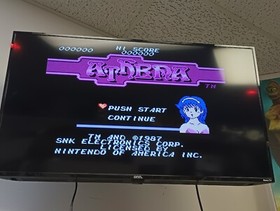 000000 HI SCORE
000000
ATHENA
TM
PUSH START
CONTINUE
TM AND ©1987
SNK ELECTRONICS CORP.
LICENSED BY
NINTENDO OF AMERICA INC.